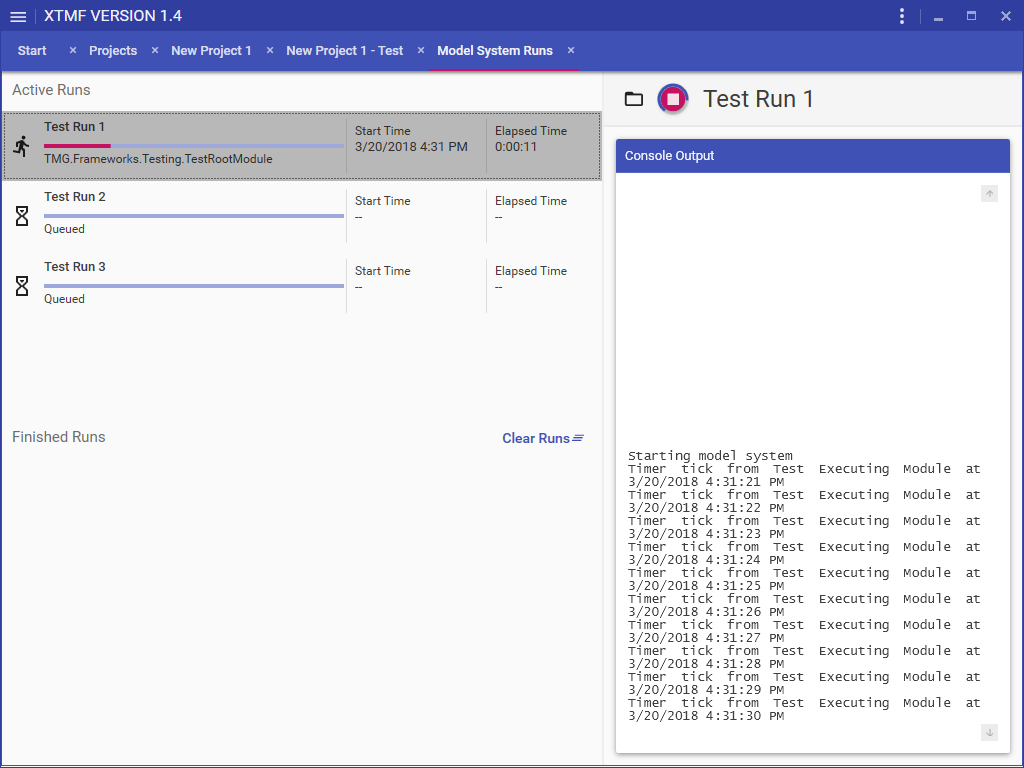 XTMF VERSION 1.4
Start × Projects × New Project 1 × New Project 1 - Test × Model System Runs ×
Active Runs
Test Run 1
TMG.Frameworks.Testing.TestRootModule
Start Time
3/20/2018 4:31 PM
Elapsed Time
0:00:11
Test Run 2
Queued
Start Time
--
Elapsed Time
--
Test Run 3
Queued
Start Time
--
Elapsed Time
--
Finished Runs
Clear Runs
Test Run 1
Console Output
Starting model system
Timer tick from Test Executing Module at
3/20/2018 4:31:21 PM
Timer tick from Test Executing Module at
3/20/2018 4:31:22 PM
Timer tick from Test Executing Module at
3/20/2018 4:31:23 PM
Timer tick from Test Executing Module at
3/20/2018 4:31:24 PM
Timer tick from Test Executing Module at
3/20/2018 4:31:25 PM
Timer tick from Test Executing Module at
3/20/2018 4:31:26 PM
Timer tick from Test Executing Module at
3/20/2018 4:31:27 PM
Timer tick from Test Executing Module at
3/20/2018 4:31:28 PM
Timer tick from Test Executing Module at
3/20/2018 4:31:29 PM
Timer tick from Test Executing Module at
3/20/2018 4:31:30 PM